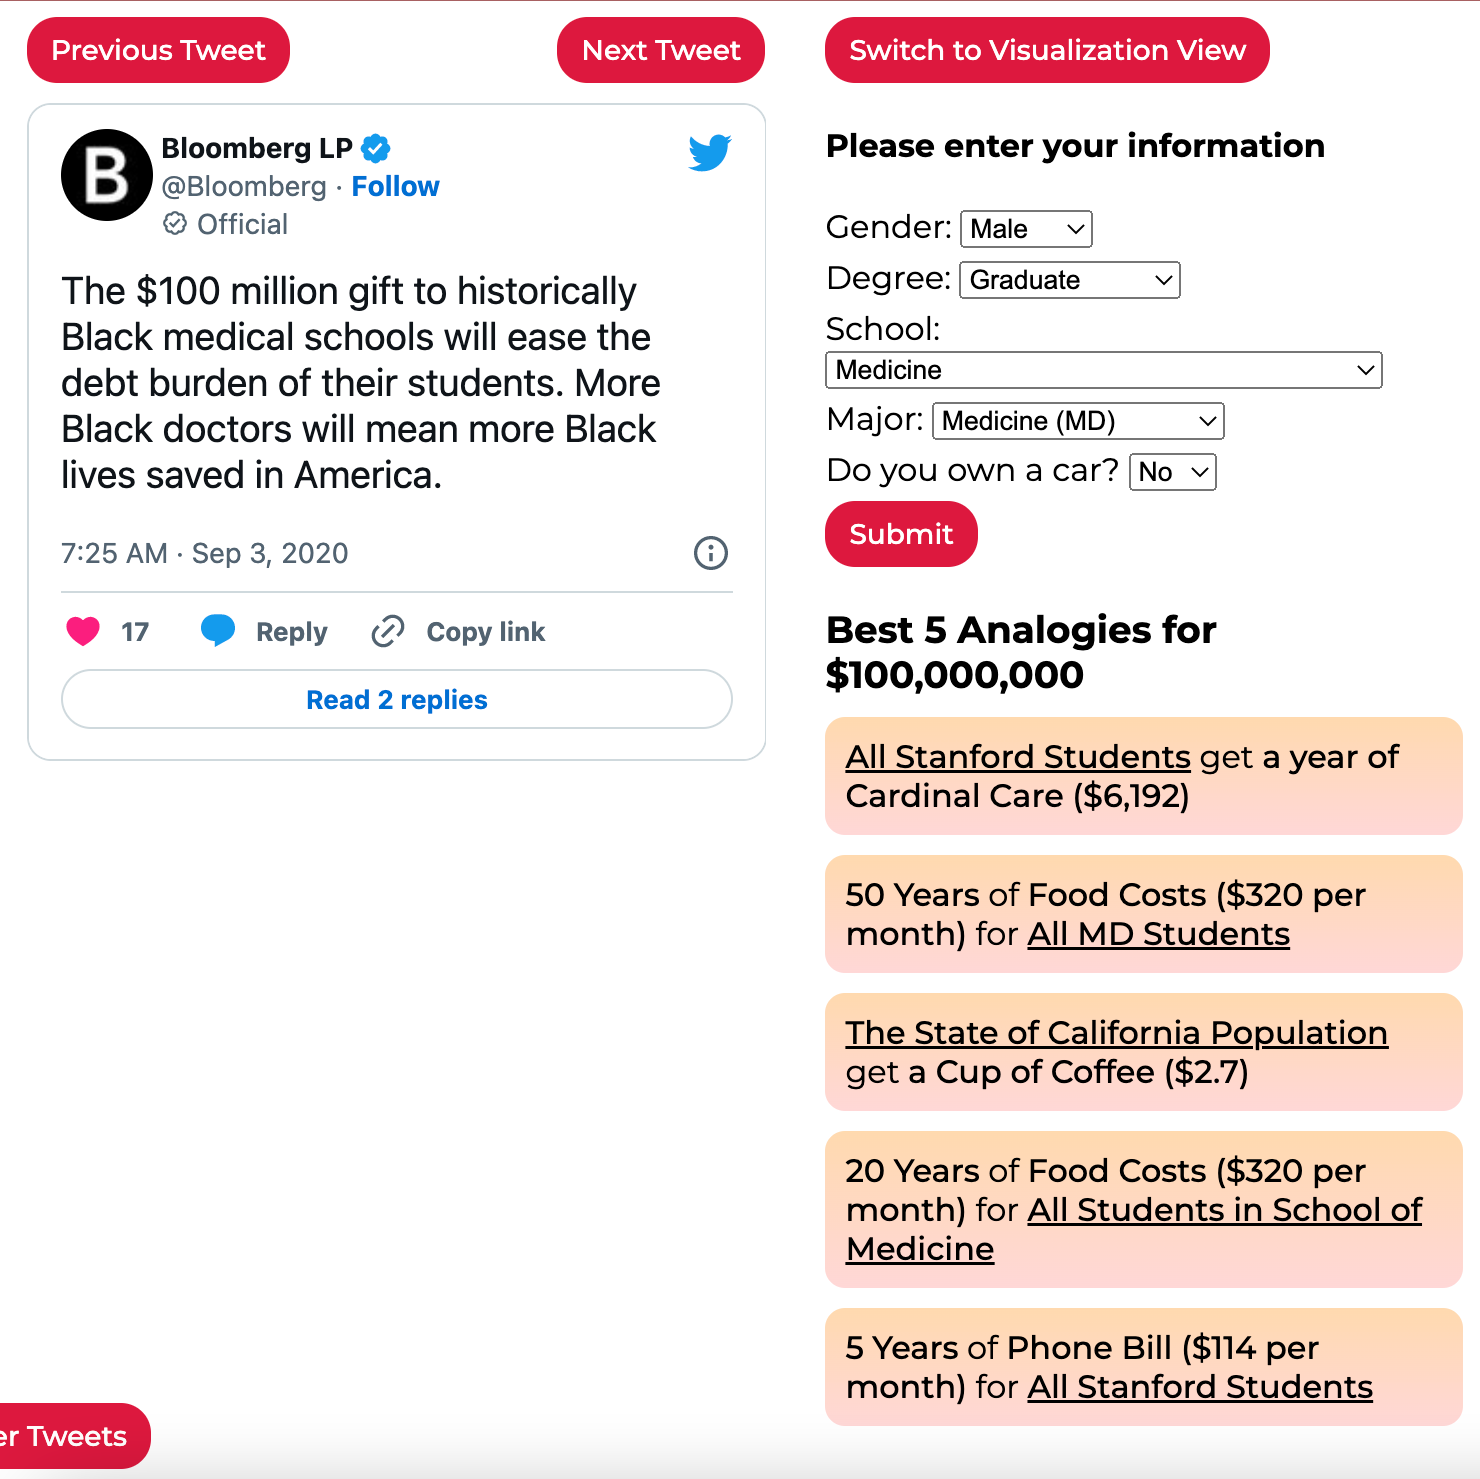 Previous Tweet
Next Tweet
Switch to Visualization View
B
Bloomberg LP
@Bloomberg · Follow
Official
The $100 million gift to historically
Black medical schools will ease the
debt burden of their students. More
Black doctors will mean more Black
lives saved in America.
7:25 AM · Sep 3, 2020
17
Reply
Copy link
Read 2 replies
Please enter your information
Gender: Male
Degree: Graduate
School:
Medicine
Major: Medicine (MD)
Do you own a car? No
Submit
Best 5 Analogies for
$100,000,000
All Stanford Students get a year of
Cardinal Care ($6,192)
50 Years of Food Costs ($320 per
month) for All MD Students
The State of California Population
get a Cup of Coffee ($2.7)
20 Years of Food Costs ($320 per
month) for All Students in School of
Medicine
5 Years of Phone Bill ($114 per
month) for All Stanford Students
Tweets